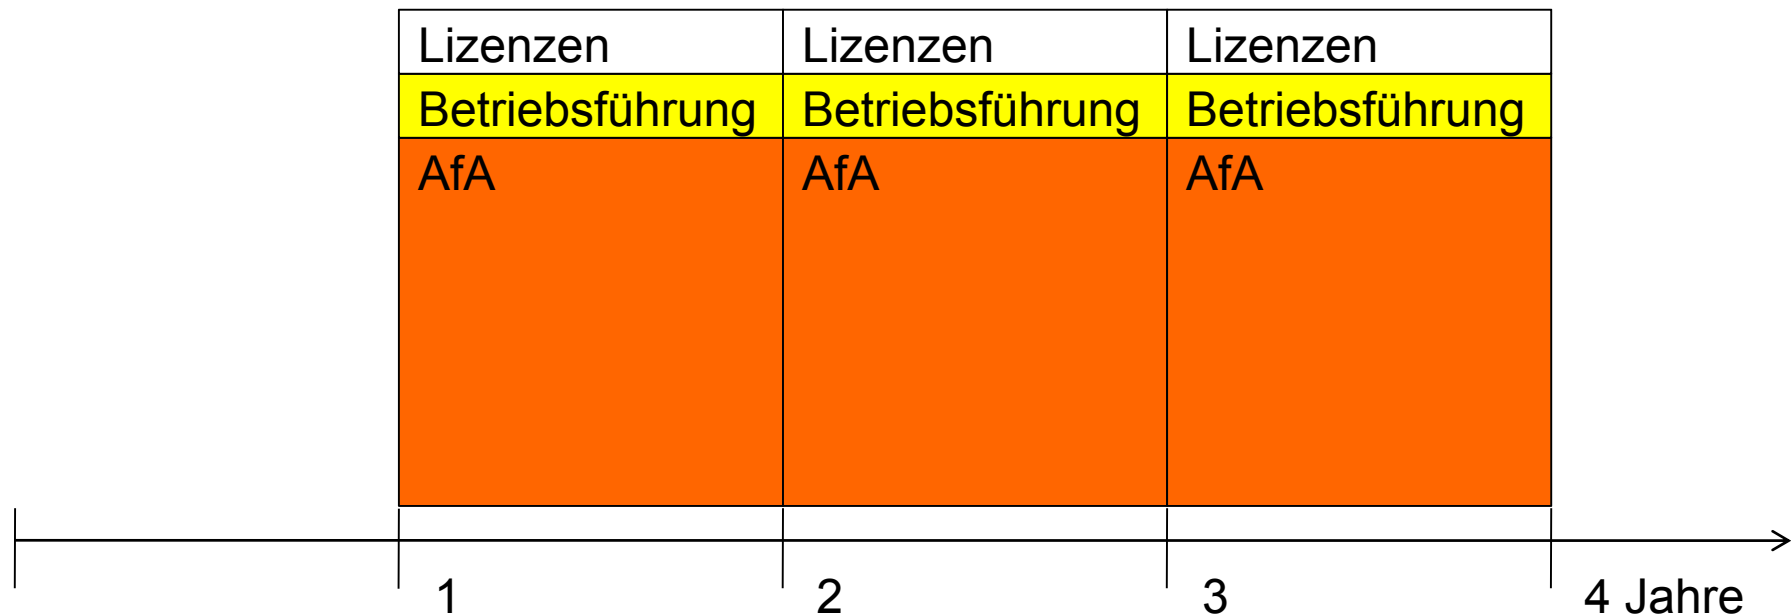 Lizenzen Lizenzen Lizenzen
Betriebsführung Betriebsführung Betriebsführung
AfA AfA AfA
1 2 3 4 Jahre